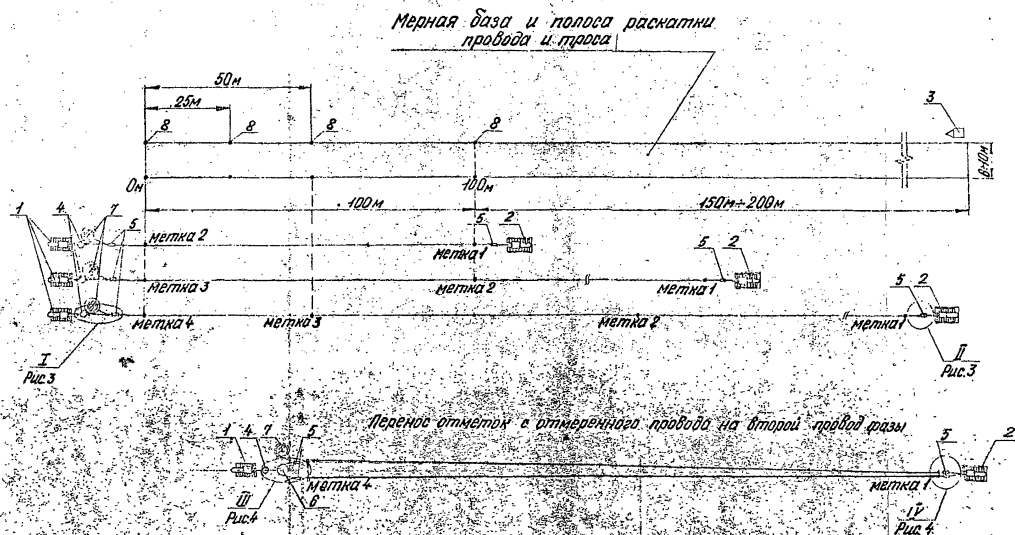 Мерная база и полоса раскатки
провода и троса
50м
25м
3
8 8 8 8
0м 100м
100м 150м÷200м
1 4 7 5
метка 2 метка 1 5 2
метка 3 метка 2 метка 1 5 2
метка 4 метка 3 метка 2 метка 1 5 2
I
Рис.3
II
Рис.3
Перенос отметок с отмеренного провода на второй провод фазы
1 4 7 5 5 2
метка 4 метка 1
6
III
Рис.4
IV
Рис.4